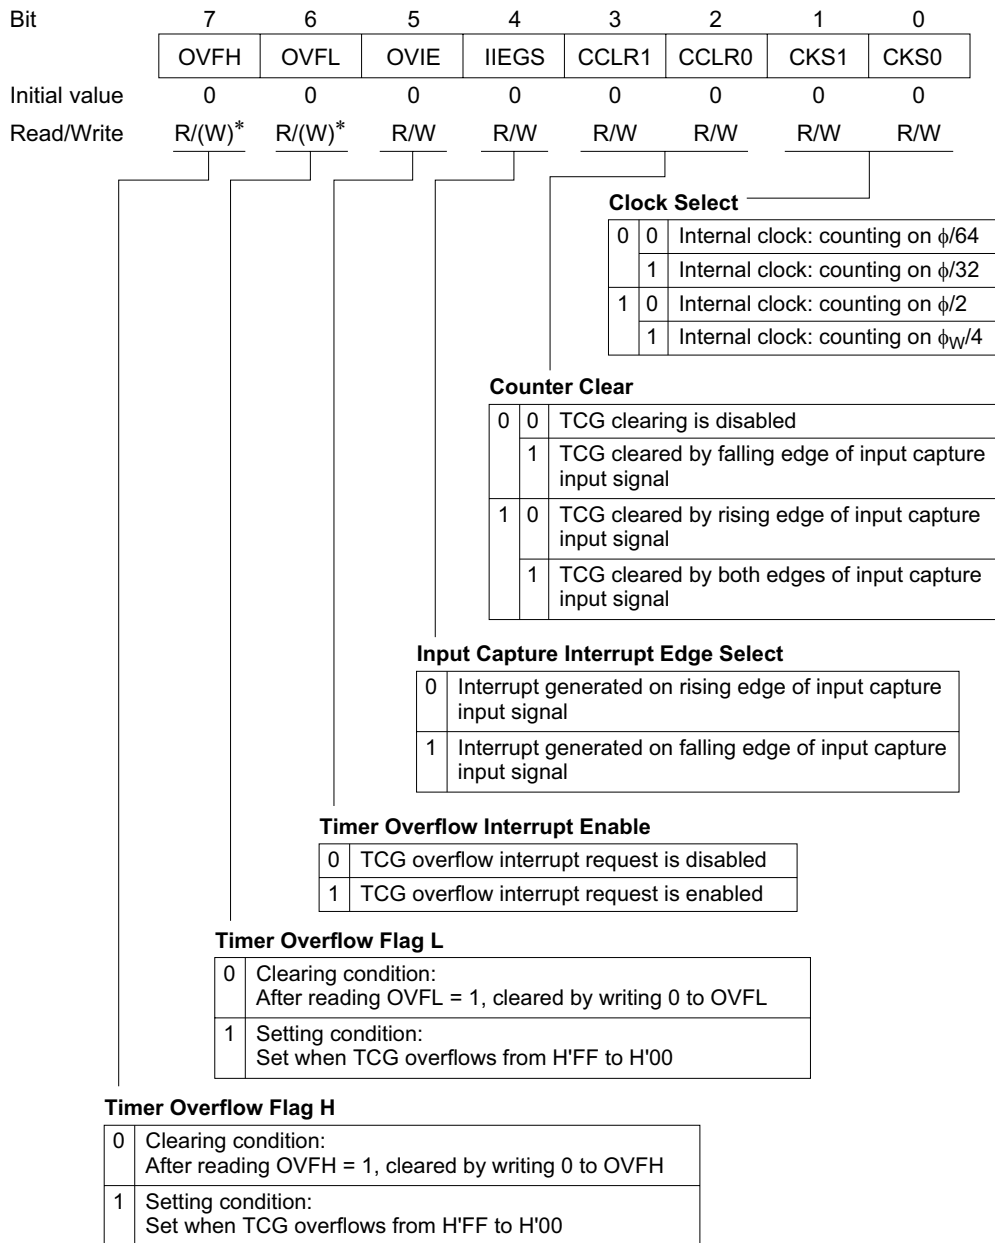 Bit 7 6 5 4 3 2 1 0
OVFH OVFL OVIE IIEGS CCLR1 CCLR0 CKS1 CKS0
Initial value 0 0 0 0 0 0 0 0
Read/Write R/(W)* R/(W)* R/W R/W R/W R/W R/W R/W
Clock Select
0 0 Internal clock: counting on ϕ/64
1 Internal clock: counting on ϕ/32
1 0 Internal clock: counting on ϕ/2
1 Internal clock: counting on ϕW/4
Counter Clear
0 0 TCG clearing is disabled
1 TCG cleared by falling edge of input capture
input signal
1 0 TCG cleared by rising edge of input capture
input signal
1 TCG cleared by both edges of input capture
input signal
Input Capture Interrupt Edge Select
0 Interrupt generated on rising edge of input capture
input signal
1 Interrupt generated on falling edge of input capture
input signal
Timer Overflow Interrupt Enable
0 TCG overflow interrupt request is disabled
1 TCG overflow interrupt request is enabled
Timer Overflow Flag L
0 Clearing condition:
After reading OVFL = 1, cleared by writing 0 to OVFL
1 Setting condition:
Set when TCG overflows from H'FF to H'00
Timer Overflow Flag H
0 Clearing condition:
After reading OVFH = 1, cleared by writing 0 to OVFH
1 Setting condition:
Set when TCG overflows from H'FF to H'00